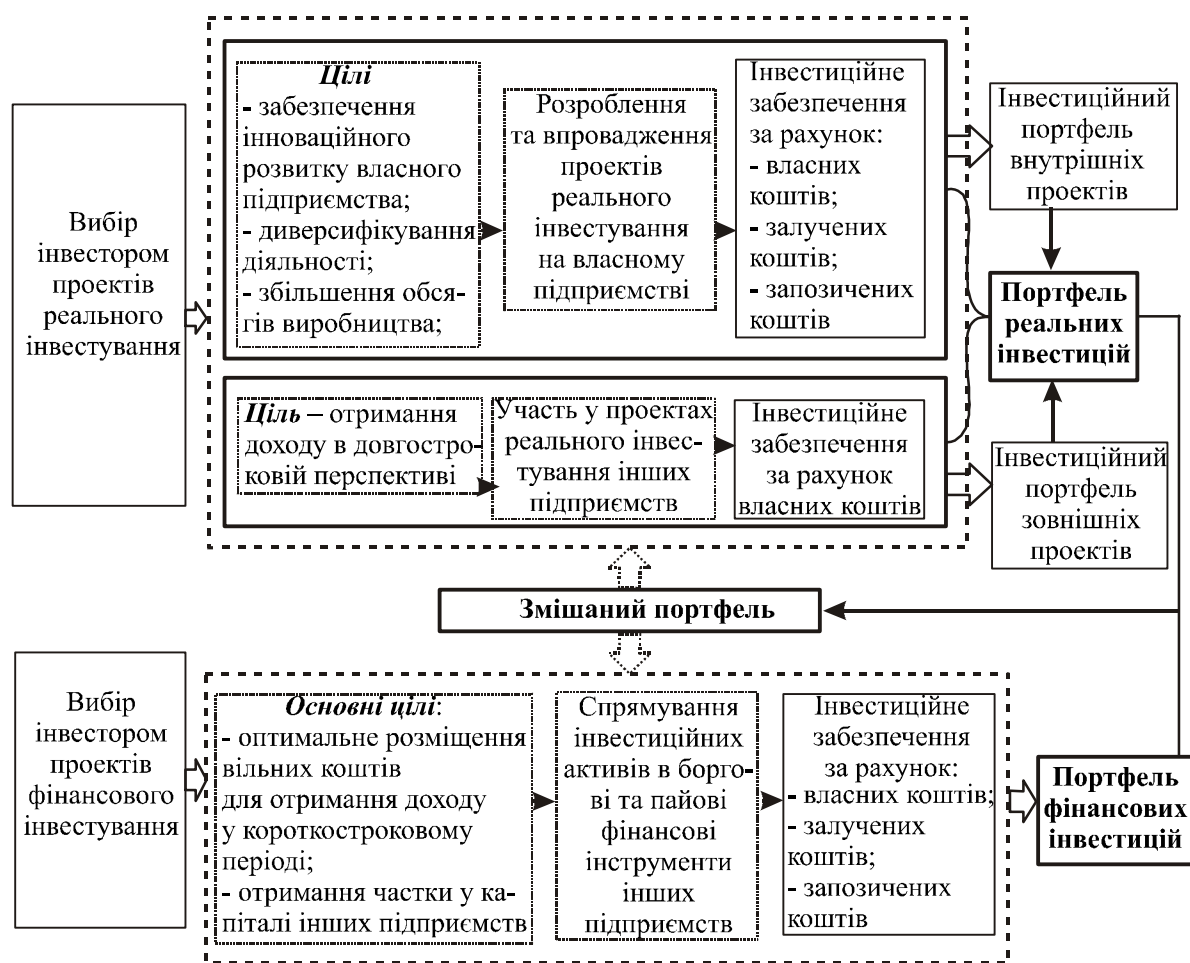 Вибір
інвестором
проектів
реального
інвестування
Цілі
- забезпечення
інноваційного
розвитку власного
підприємства;
- диверсифікування
діяльності;
- збільшення обся-
гів виробництва;
Розроблення
та впровадження
проектів
реального
інвестування
на власному
підприємстві
Інвестиційне
забезпечення
за рахунок:
- власних
коштів;
- залучених
коштів;
- запозичених
коштів
Інвестиційний
портфель
внутрішніх
проектів
Портфель
реальних
інвестицій
Ціль – отримання
доходу в довгостро-
ковій перспективі
Участь у проектах
реального інвес-
тування інших
підприємств
Інвестиційне
забезпечення
за рахунок
власних коштів
Інвестиційний
портфель
зовнішніх
проектів
Змішаний портфель
Вибір
інвестором
проектів
фінансового
інвестування
Основні цілі:
- оптимальне розміщення
вільних коштів
для отримання доходу
у короткостроковому
періоді;
- отримання частки у ка-
піталі інших підприємств
Спрямування
інвестиційних
активів в борго-
ві та пайові
фінансові
інструменти
інших
підприємств
Інвестиційне
забезпечення
за рахунок:
- власних коштів;
- залучених
коштів;
- запозичених
коштів
Портфель
фінансових
інвестицій